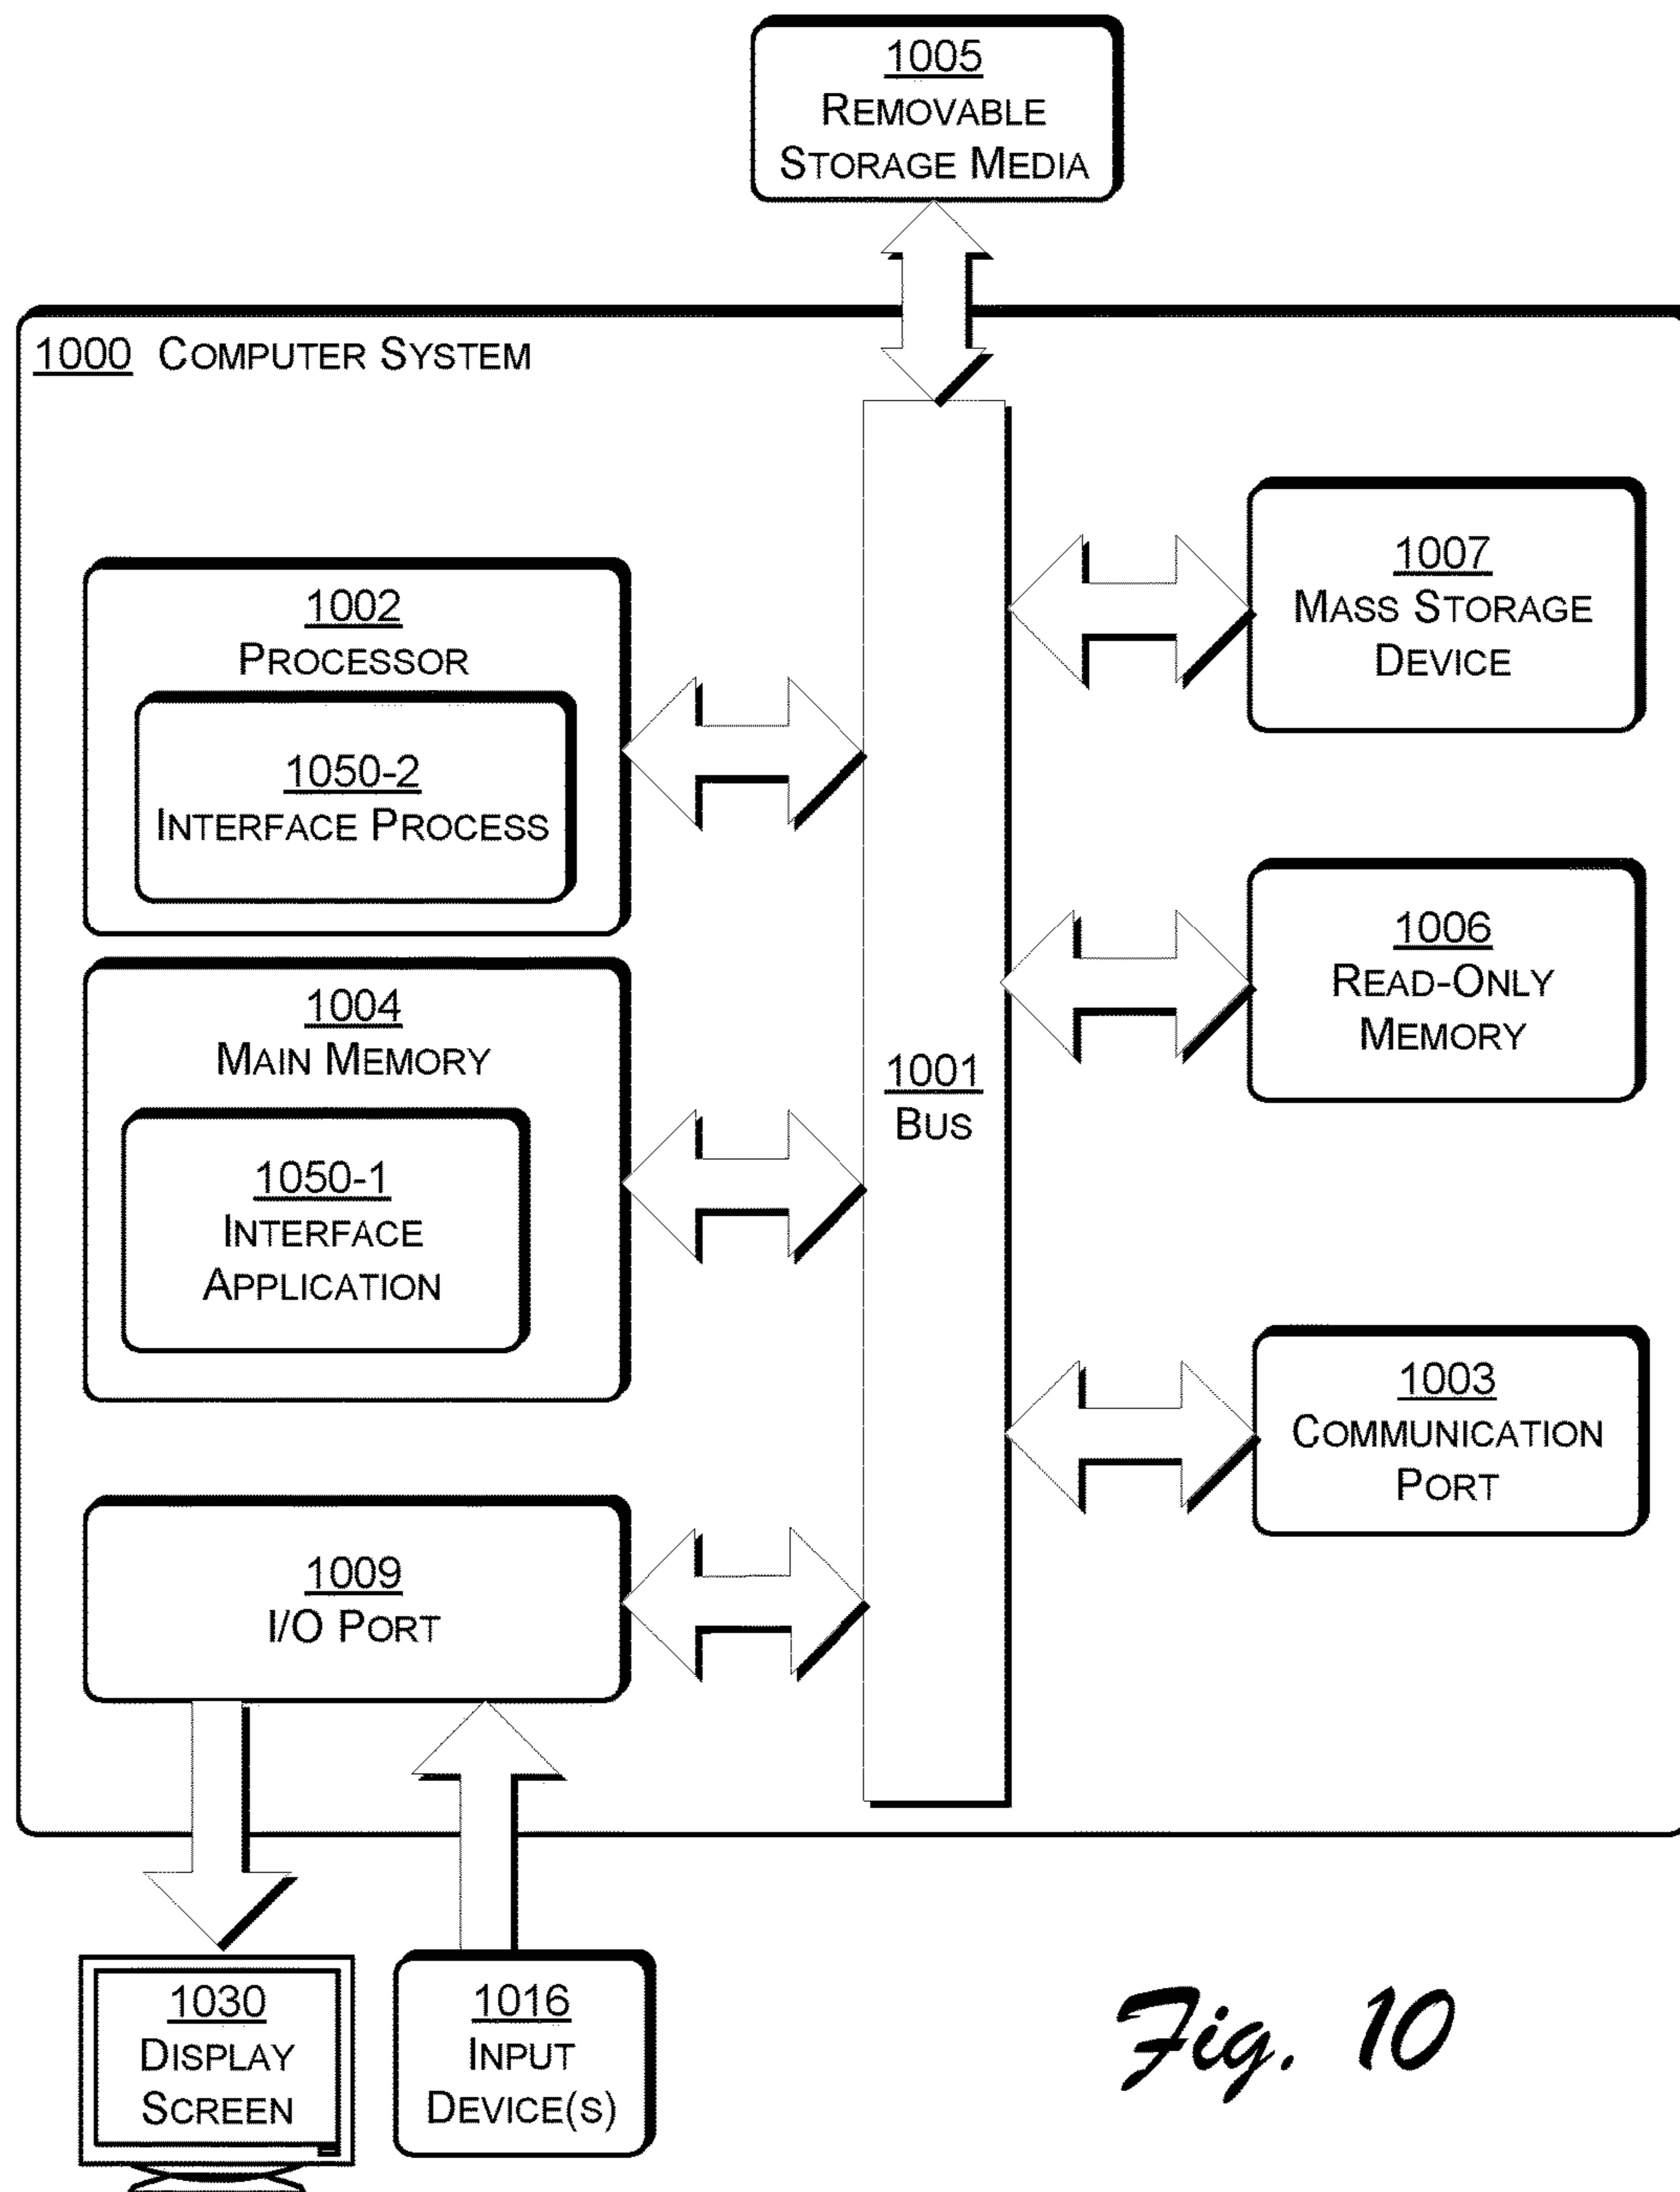 1005
REMOVABLE
STORAGE MEDIA
1000 COMPUTER SYSTEM
1002
PROCESSOR
1050-2
INTERFACE PROCESS
1004
MAIN MEMORY
1050-1
INTERFACE
APPLICATION
1009
I/O PORT
1001
BUS
1007
MASS STORAGE
DEVICE
1006
READ-ONLY
MEMORY
1003
COMMUNICATION
PORT
1030
DISPLAY
SCREEN
1016
INPUT
DEVICE(S)
Fig. 10